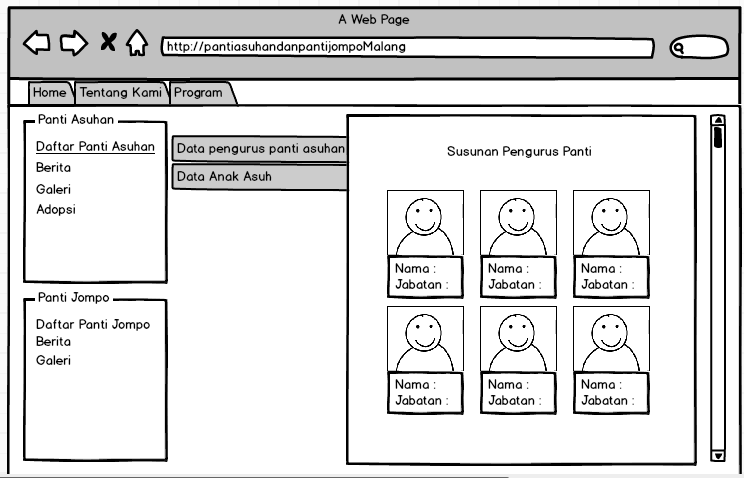 A Web Page
http://pantiasuhandanpantijompoMalang
Home Tentang Kami Program
Panti Asuhan
Daftar Panti Asuhan
Berita
Galeri
Adopsi
Data pengurus panti asuhan
Data Anak Asuh
Susunan Pengurus Panti
Nama :
Jabatan :
Nama :
Jabatan :
Nama :
Jabatan :
Nama :
Jabatan :
Nama :
Jabatan :
Nama :
Jabatan :
Panti Jompo
Daftar Panti Jompo
Berita
Galeri